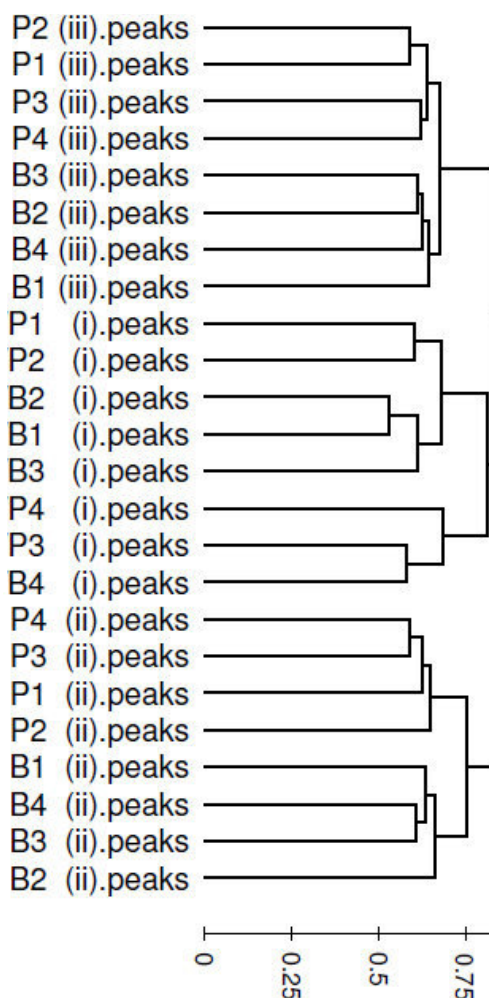 P2 (iii).peaks
P1 (iii).peaks
P3 (iii).peaks
P4 (iii).peaks
B3 (iii).peaks
B2 (iii).peaks
B4 (iii).peaks
B1 (iii).peaks
P1 (i).peaks
P2 (i).peaks
B2 (i).peaks
B1 (i).peaks
B3 (i).peaks
P4 (i).peaks
P3 (i).peaks
B4 (i).peaks
P4 (ii).peaks
P3 (ii).peaks
P1 (ii).peaks
P2 (ii).peaks
B1 (ii).peaks
B4 (ii).peaks
B3 (ii).peaks
B2 (ii).peaks
0 0.25 0.5 0.75